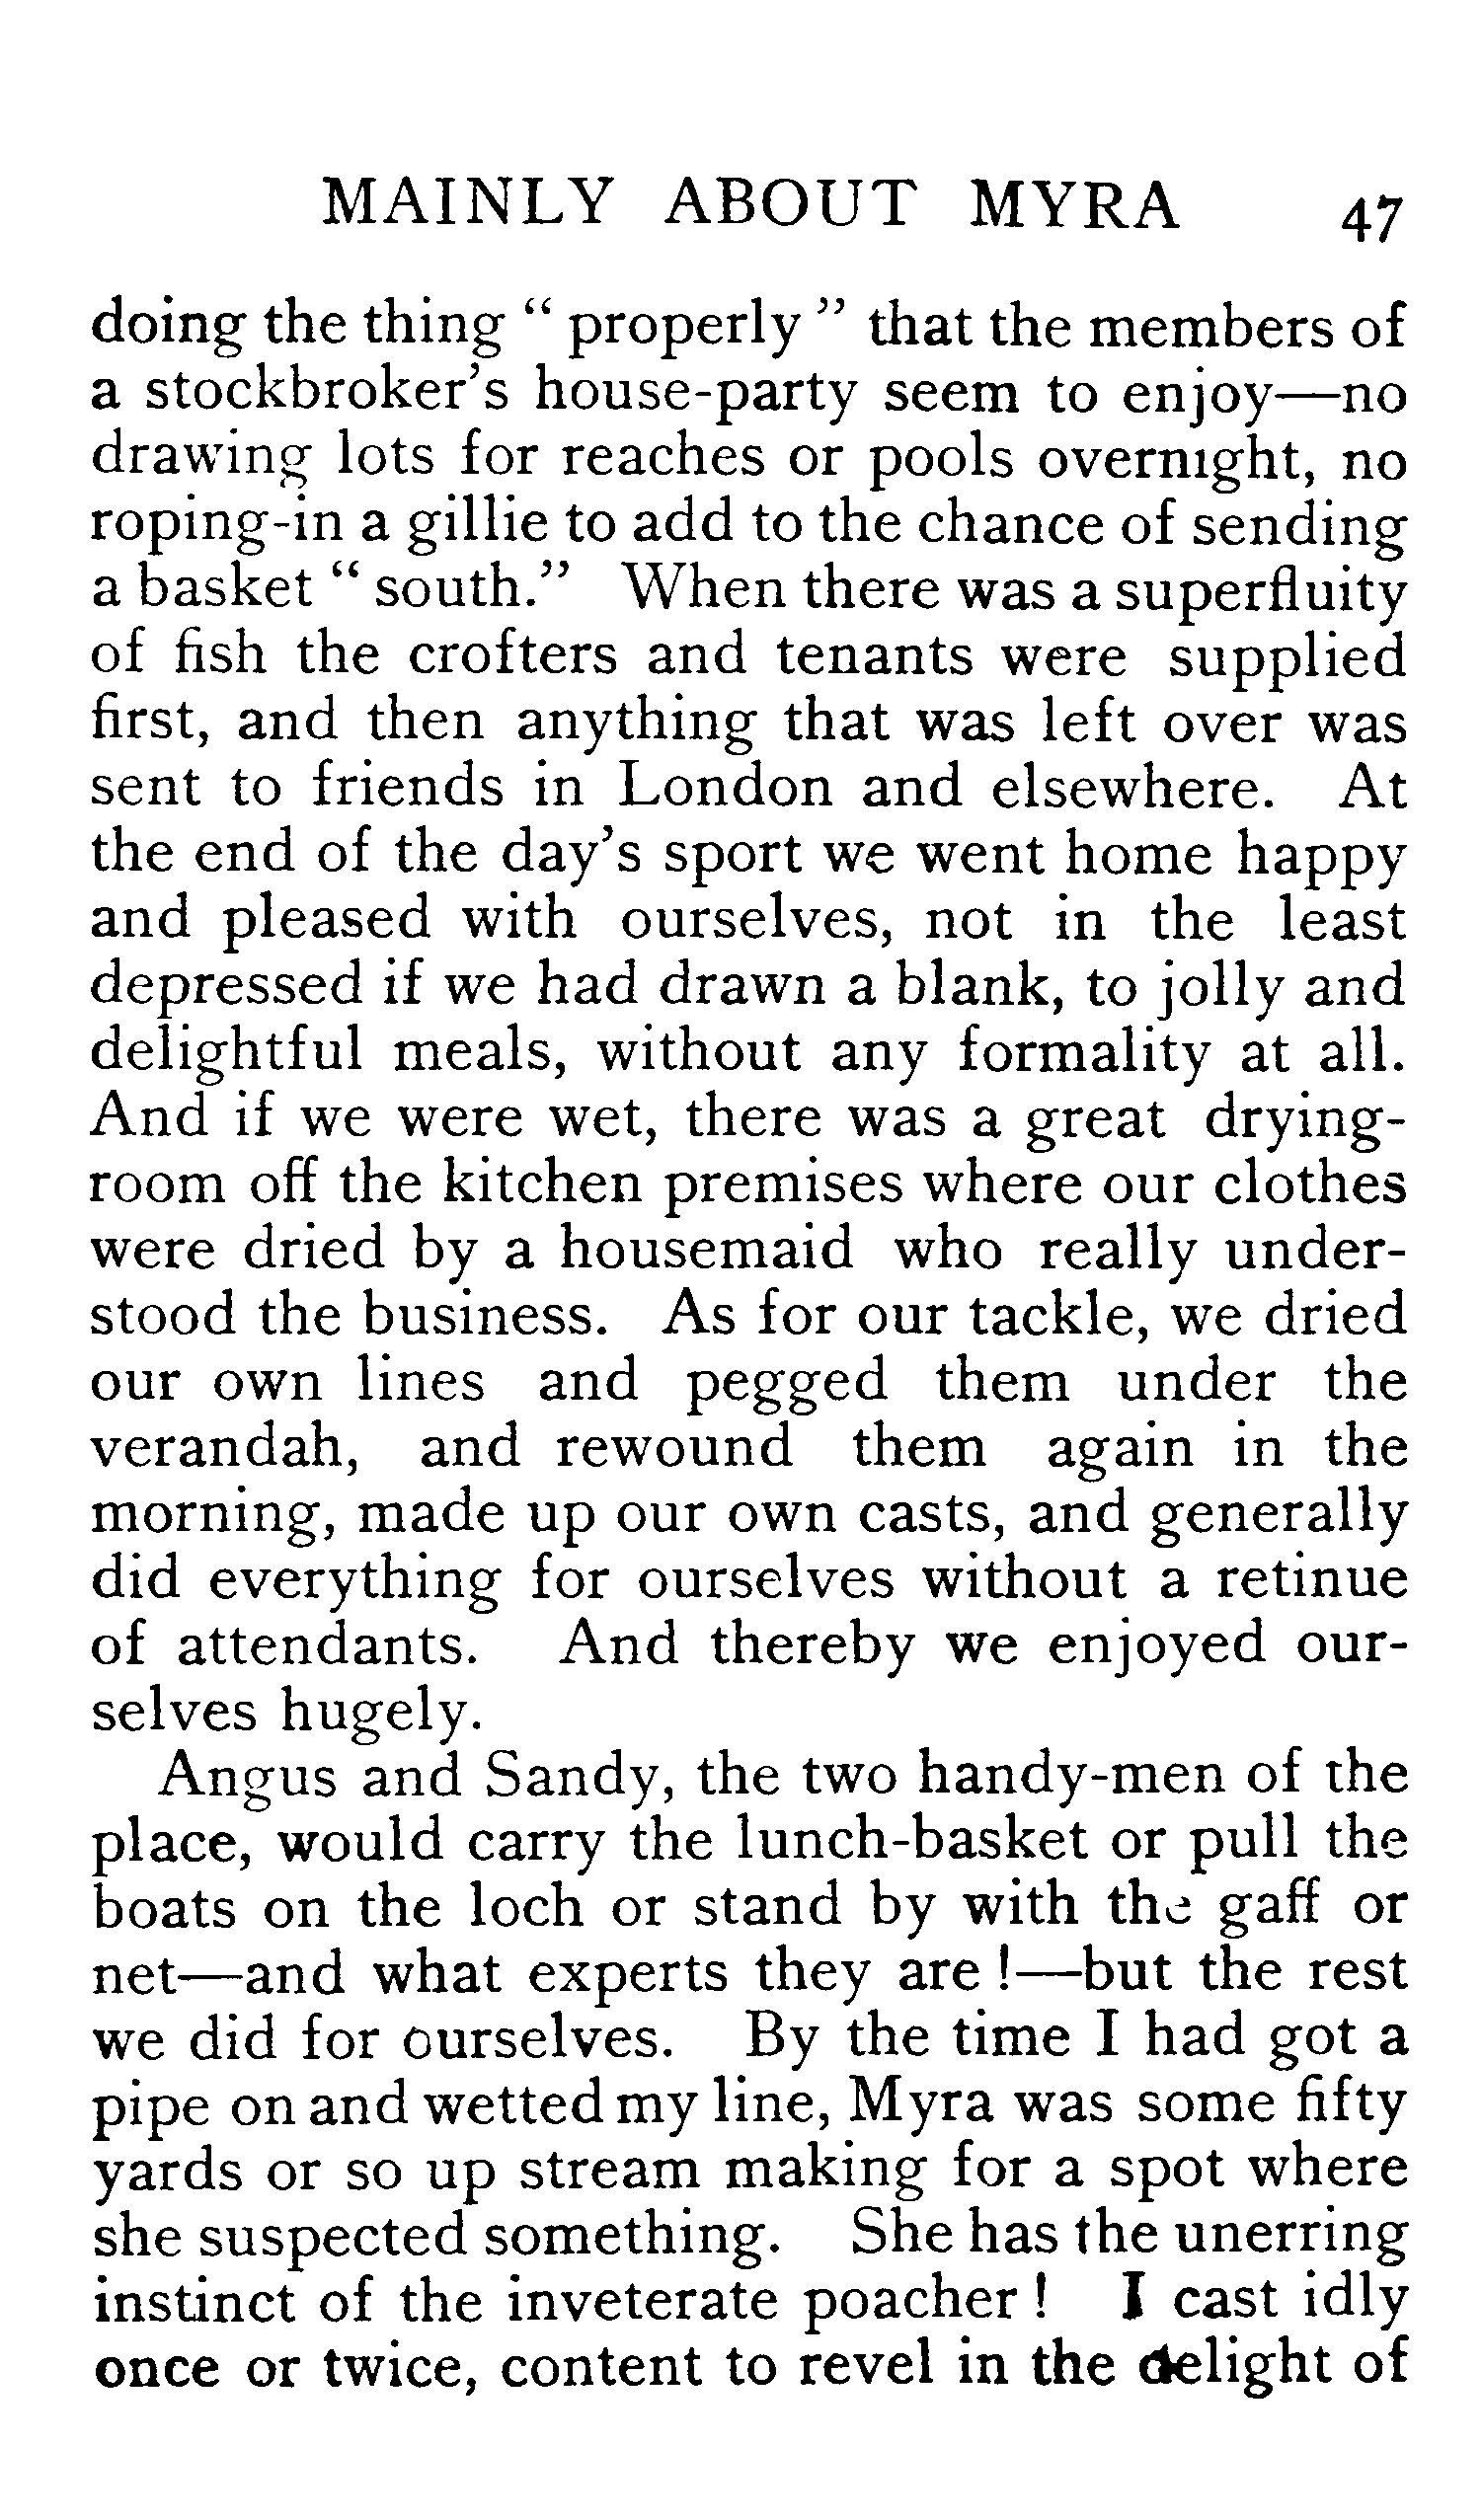 MAINLY ABOUT MYRA 47
doing the thing " properly " that the members of
a stockbroker's house-party seem to enjoy—no
drawing lots for reaches or pools overnight, no
roping-in a gillie to add to the chance of sending
a basket " south." When there was a superfluity
of fish the crofters and tenants were supplied
first, and then anything that was left over was
sent to friends in London and elsewhere. At
the end of the day's sport we went home happy
and pleased with ourselves, not in the least
depressed if we had drawn a blank, to jolly and
delightful meals, without any formality at all.
And if we were wet, there was a great drying-
room off the kitchen premises where our clothes
were dried by a housemaid who really under-
stood the business. As for our tackle, we dried
our own lines and pegged them under the
verandah, and rewound them again in the
morning, made up our own casts, and generally
did everything for ourselves without a retinue
of attendants. And thereby we enjoyed our-
selves hugely.
Angus and Sandy, the two handy-men of the
place, would carry the lunch-basket or pull the
boats on the loch or stand by with the gaff or
net—and what experts they are !—but the rest
we did for ourselves. By the time I had got a
pipe on and wetted my line, Myra was some fifty
yards or so up stream making for a spot where
she suspected something. She has the unerring
instinct of the inveterate poacher ! I cast idly
once or twice, content to revel in the delight of